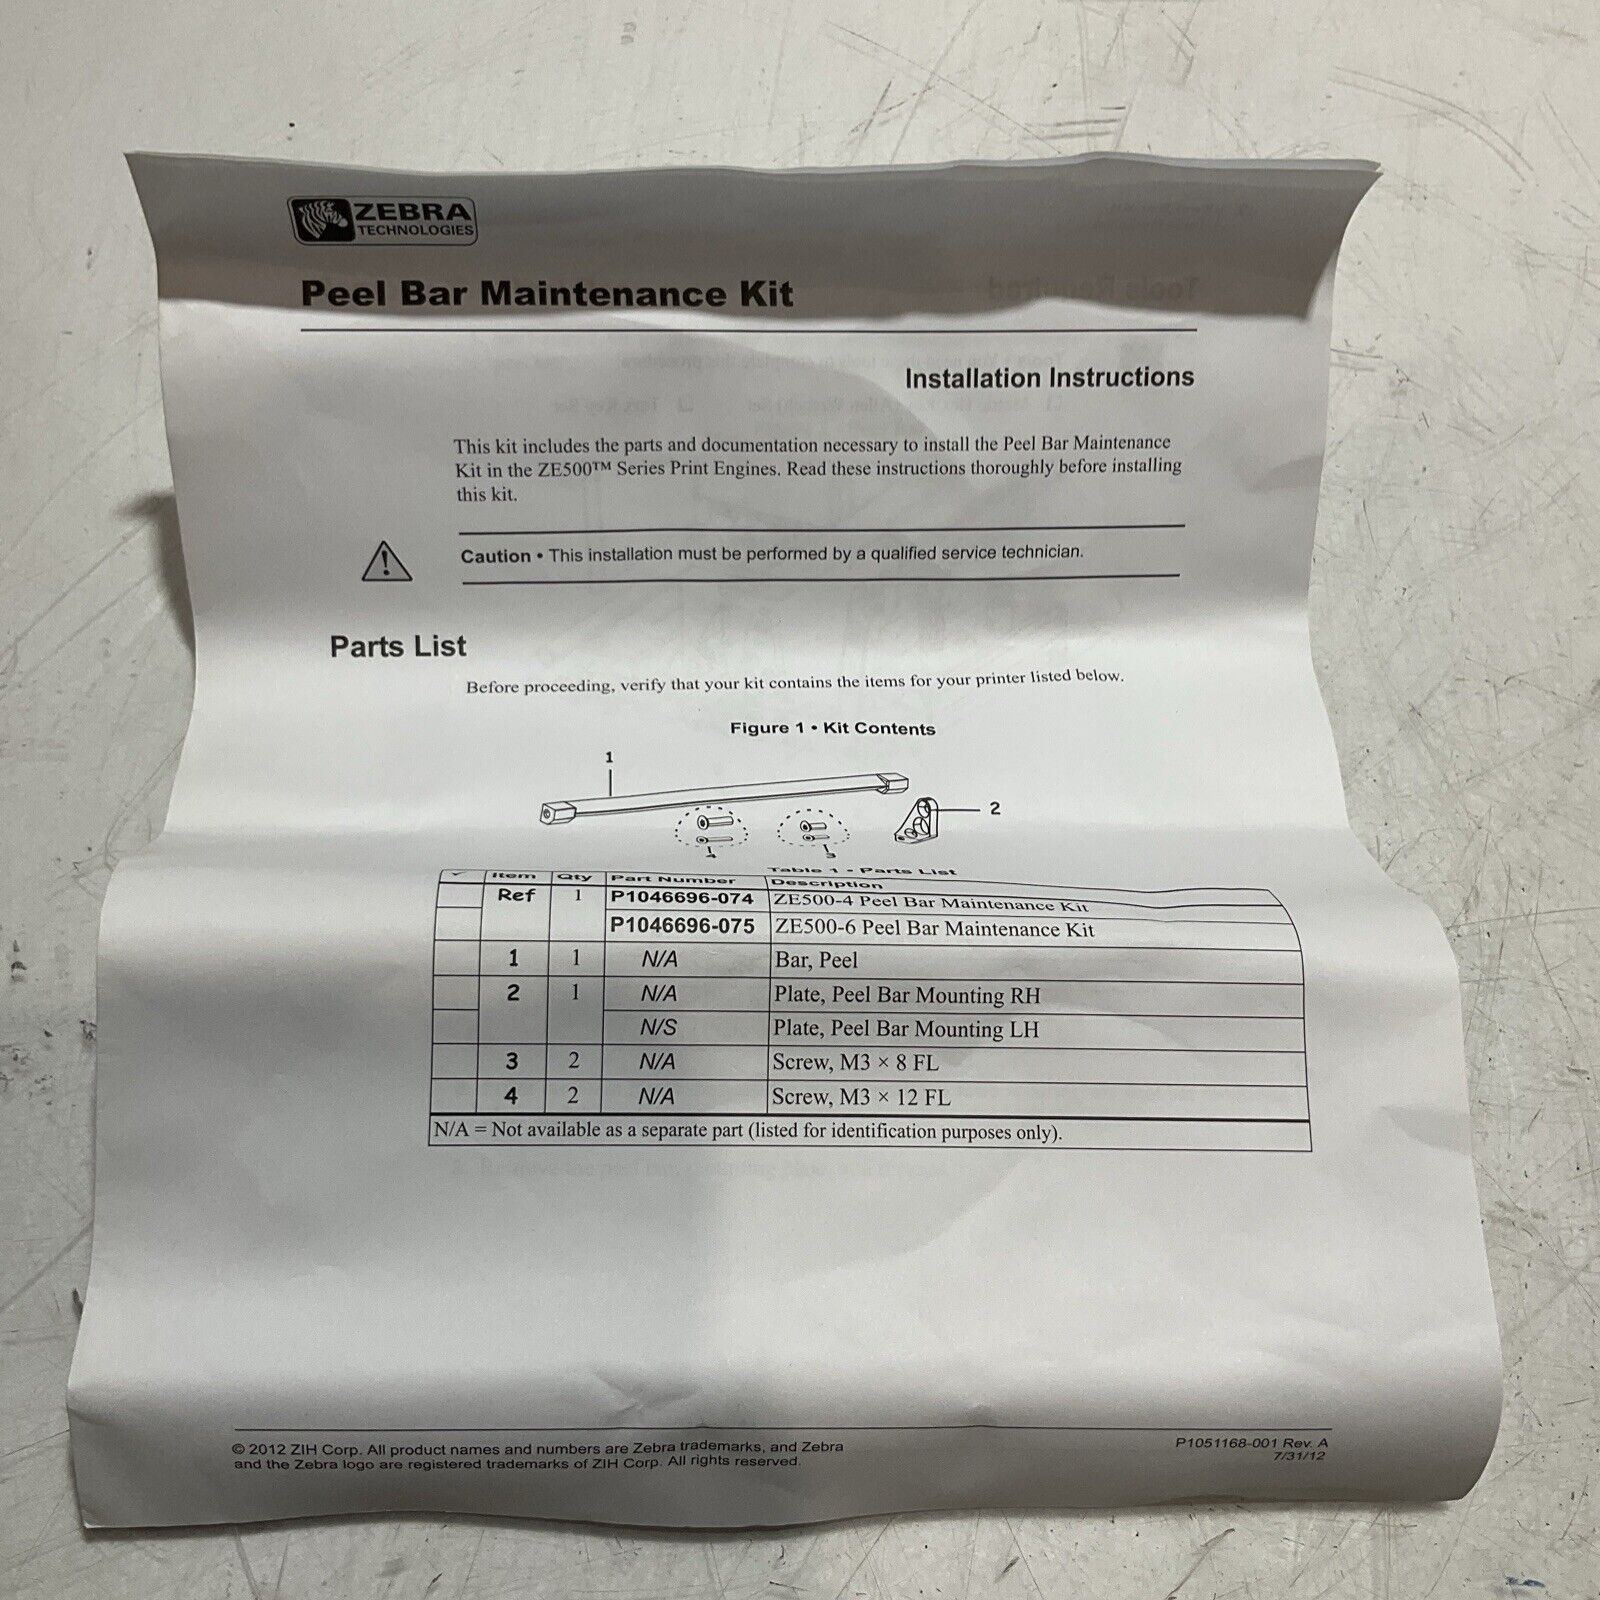 ZEBRA
TECHNOLOGIES
Peel Bar Maintenance Kit
Installation Instructions
This kit includes the parts and documentation necessary to install the Peel Bar Maintenance
Kit in the ZE500™ Series Print Engines. Read these instructions thoroughly before installing
this kit.
Caution • This installation must be performed by a qualified service technician.
Parts List
Before proceeding, verify that your kit contains the items for your printer listed below.
Figure 1 • Kit Contents
1
2
4 3
Table 1 • Parts List
✓ Item Qty Part Number Description
Ref 1 P1046696-074 ZE500-4 Peel Bar Maintenance Kit
P1046696-075 ZE500-6 Peel Bar Maintenance Kit
1 1 N/A Bar, Peel
2 1 N/A Plate, Peel Bar Mounting RH
N/S Plate, Peel Bar Mounting LH
3 2 N/A Screw, M3 × 8 FL
4 2 N/A Screw, M3 × 12 FL
N/A = Not available as a separate part (listed for identification purposes only).
© 2012 ZIH Corp. All product names and numbers are Zebra trademarks, and Zebra
and the Zebra logo are registered trademarks of ZIH Corp. All rights reserved.
P1051168-001 Rev. A
7/31/12